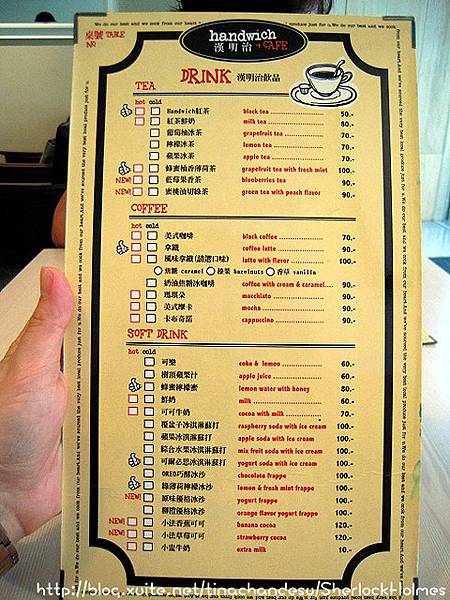 桌號 TABLE
NO
handwich
漢明治 + CAFE
DRINK 漢明治飲品
TEA
hot cold
Handwich紅茶 black tea 50.-
紅茶鮮奶 milk tea 80.-
葡萄柚冰茶 grapefruit tea 70.-
檸檬冰茶 lemon tea 70.-
蘋果冰茶 apple tea 70.-
蜂蜜柚香薄荷茶 grapefruit tea with fresh mint 100.-
NEW! 藍莓果香茶 blueberries tea 90.-
NEW! 蜜桃油切綠茶 green tea with peach flavor 90.-
COFFEE
hot cold
美式咖啡 black coffee 70.-
拿鐵 coffee latte 90.-
風味拿鐵(請選口味) latte with flavor 100.-
焦糖 caramel 榛果 hazelnuts 香草 vanilla
奶油焦糖冰咖啡 coffee with cream & caramel 90.-
瑪琪朵 macchiato 90.-
美式摩卡 mocha 90.-
卡布奇諾 cappuccino 90.-
SOFT DRINK
hot cold
可樂 coke & lemon 60.-
樹頂蘋果汁 apple juice 60.-
蜂蜜檸檬蜜 lemon water with honey 80.-
鮮奶 milk 60.-
可可牛奶 cocoa with milk 70.-
覆盆子冰淇淋蘇打 raspberry soda with ice cream 100.-
蘋果冰淇淋蘇打 apple soda with ice cream 100.-
綜合水果冰淇淋蘇打 mix fruit soda with ice cream 100.-
可爾必思冰淇淋蘇打 yogurt soda with ice cream 100.-
OREO巧酥冰沙 chocolate frappe 100.-
綠薄荷檸檬冰沙 lemon & fresh mint frappe 100.-
NEW! 原味優格冰沙 yogurt frappe 100.-
柳橙優格冰沙 orange flavor yogurt frappe 100.-
NEW! 小法香蕉可可 banana cocoa 120.-
NEW! 小法草莓可可 strawberry cocoa 120.-
小蜜牛奶 extra milk 10.-
http://blog.xuite.net/tinachandesu/SherlockHolmes